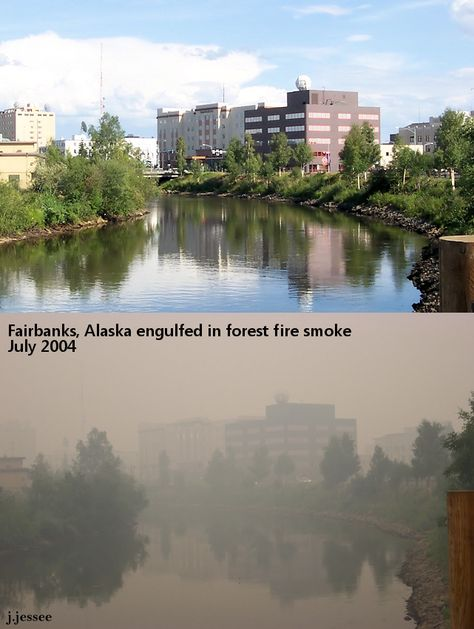 Fairbanks, Alaska engulfed in forest fire smoke
July 2004
j.jessee